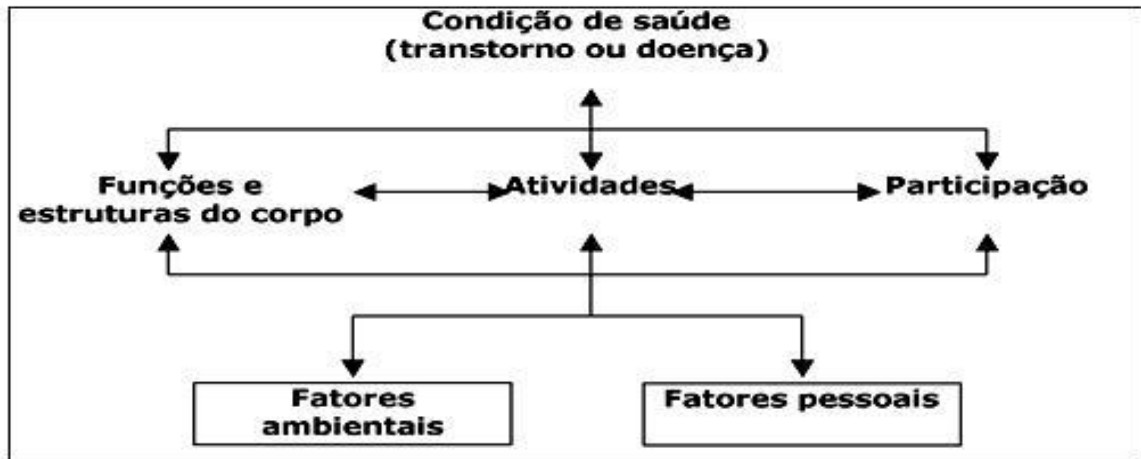 Condição de saúde
(transtorno ou doença)
Funções e
estruturas do corpo
Atividades
Participação
Fatores
ambientais
Fatores pessoais